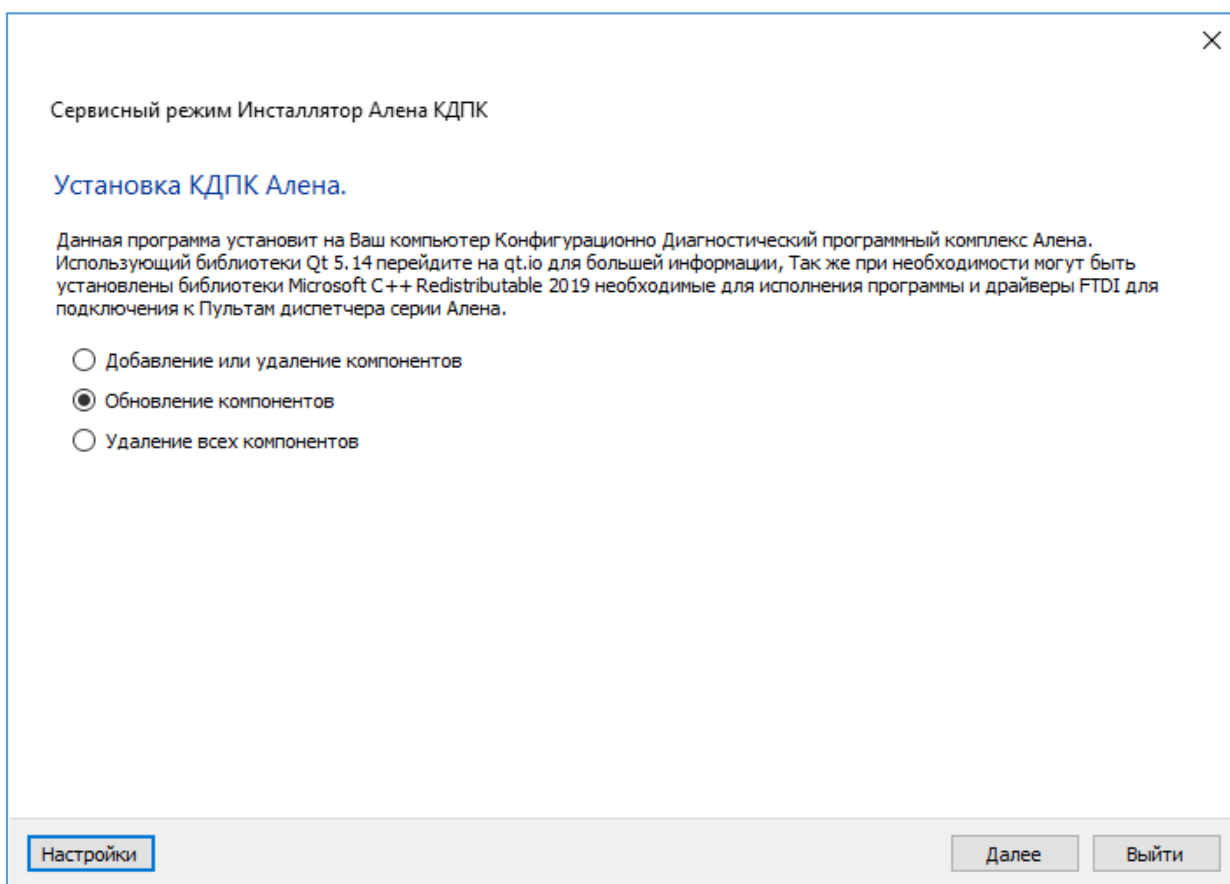 Сервисный режим Инсталлятор Алена КДПК
Установка КДПК Алена.
Данная программа установит на Ваш компьютер Конфигурационно Диагностический программный комплекс Алена.
Использующий библиотеки Qt 5.14 перейдите на qt.io для большей информации, Так же при необходимости могут быть
установлены библиотеки Microsoft C++ Redistributable 2019 необходимые для исполнения программы и драйверы FTDI для
подключения к Пультам диспетчера серии Алена.
Добавление или удаление компонентов
Обновление компонентов
Удаление всех компонентов
Настройки
Далее
Выйти